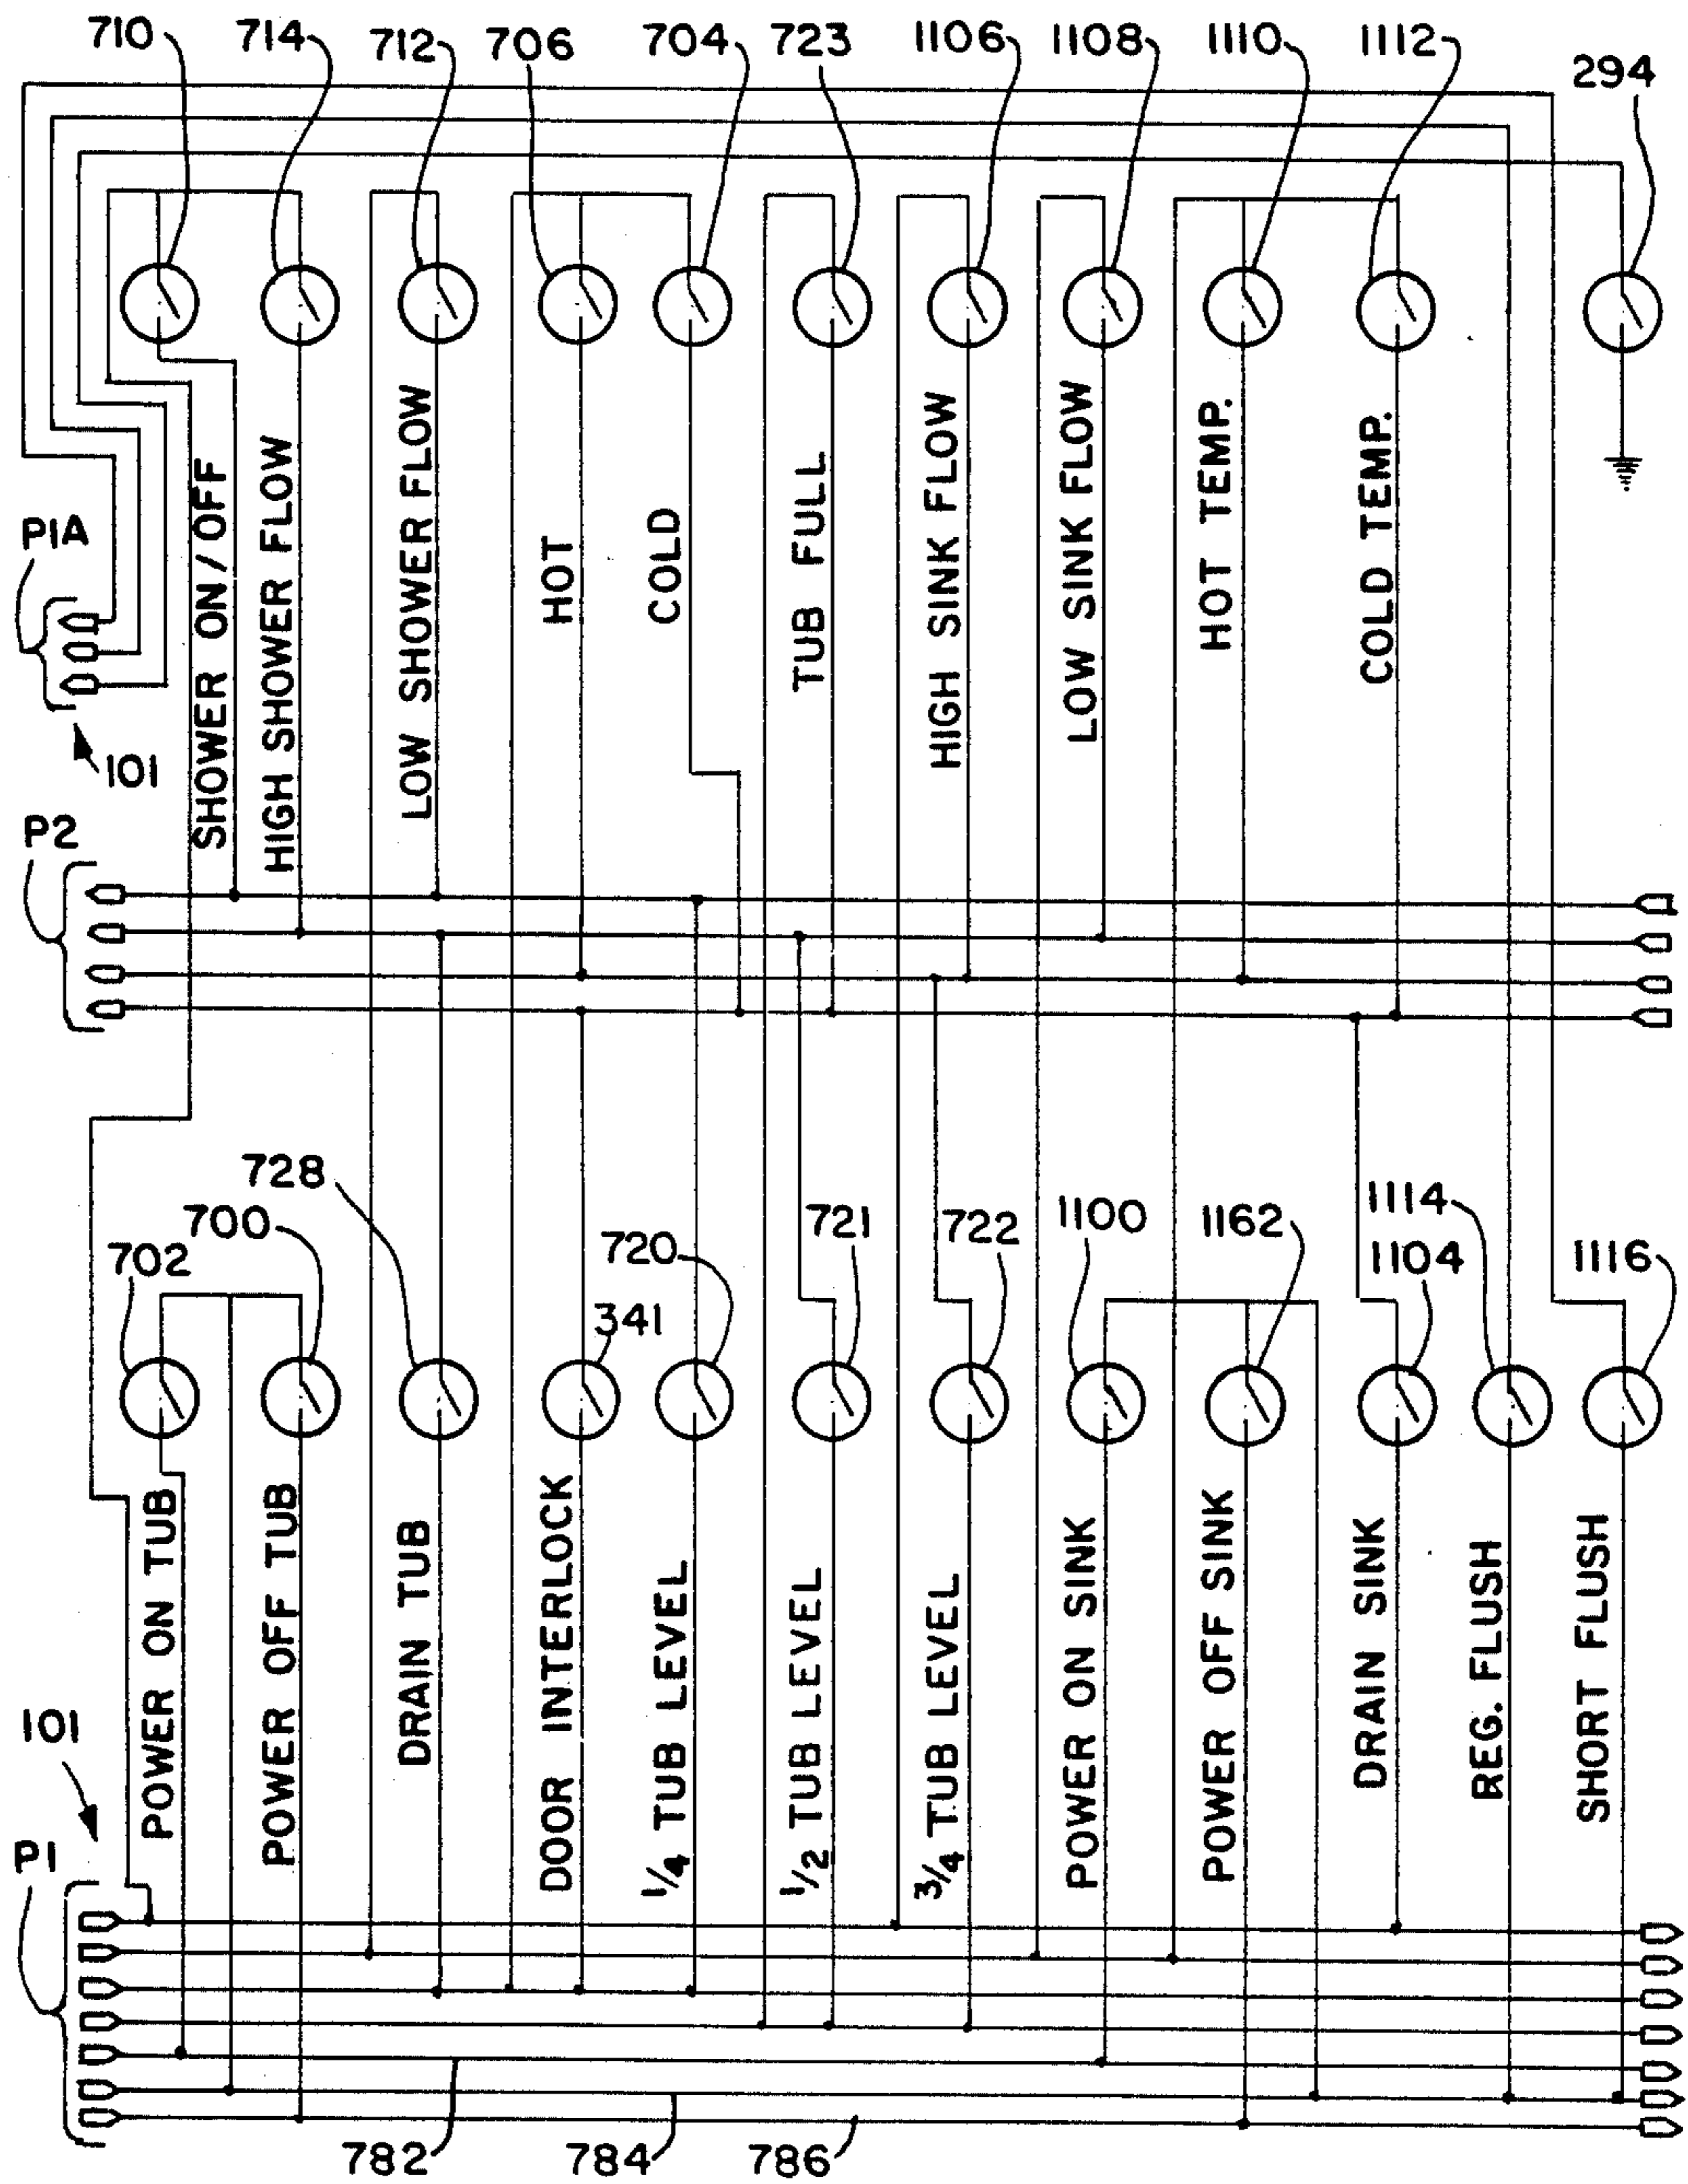 710 714 712 706 704 723 1106 1108 1110 1112 294
SHOWER ON/OFF
HIGH SHOWER FLOW
LOW SHOWER FLOW
HOT
COLD
TUB FULL
HIGH SINK FLOW
LOW SINK FLOW
HOT TEMP.
COLD TEMP.
P1A
101
P2
702 700 728 341 720 721 722 1100 1162 1114 1104 1116
POWER ON TUB
POWER OFF TUB
DRAIN TUB
DOOR INTERLOCK
1/4 TUB LEVEL
1/2 TUB LEVEL
3/4 TUB LEVEL
POWER ON SINK
POWER OFF SINK
DRAIN SINK
REG. FLUSH
SHORT FLUSH
101
P1
782 784 786